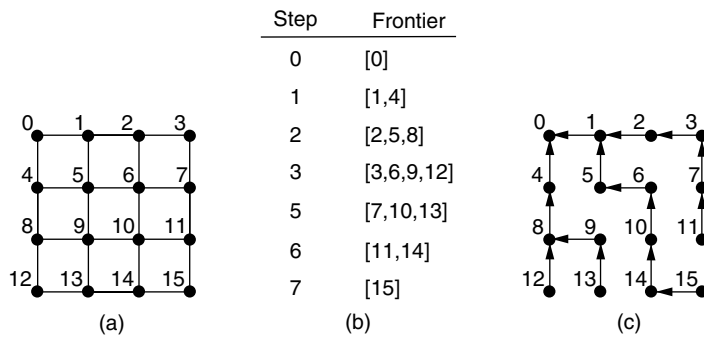 Step Frontier
0 [0]
1 [1,4]
2 [2,5,8]
3 [3,6,9,12]
5 [7,10,13]
6 [11,14]
7 [15]
0 1 2 3
4 5 6 7
8 9 10 11
12 13 14 15
(a)
(b)
0 1 2 3
4 5 6 7
8 9 10 11
12 13 14 15
(c)